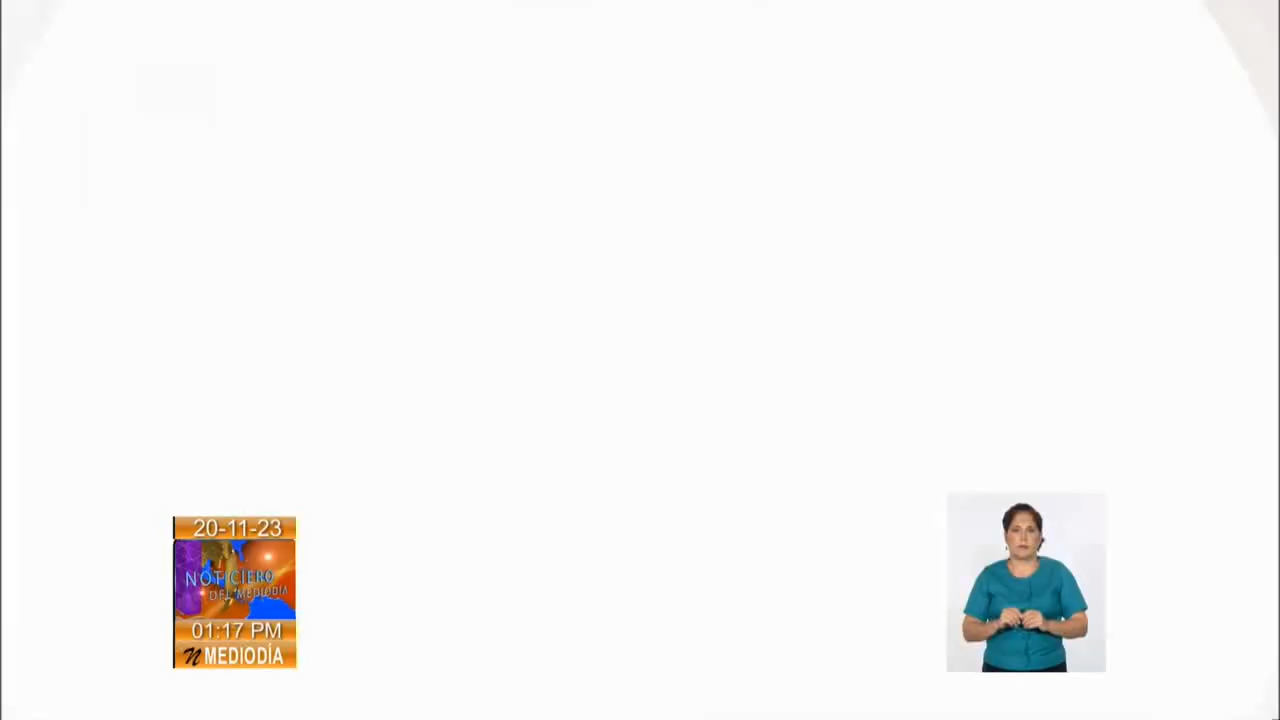 20-11-23
NOTICIERO
DEL MEDIODÍA
01:17 PM
n MEDIODÍA